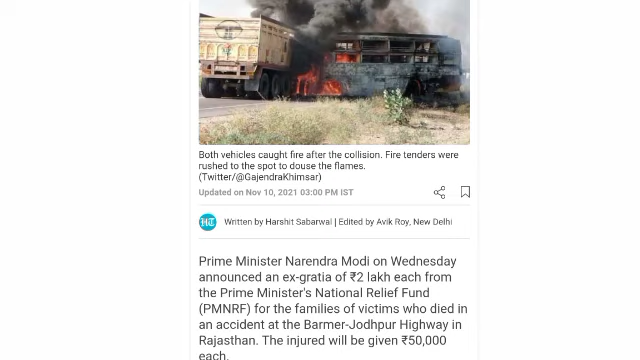 Both vehicles caught fire after the collision. Fire tenders were
rushed to the spot to douse the flames.
(Twitter/@GajendraKhimsar)
Updated on Nov 10, 2021 03:00 PM IST
HT
Written by Harshit Sabarwal | Edited by Avik Roy, New Delhi
Prime Minister Narendra Modi on Wednesday
announced an ex-gratia of ₹2 lakh each from
the Prime Minister's National Relief Fund
(PMNRF) for the families of victims who died in
an accident at the Barmer-Jodhpur Highway in
Rajasthan. The injured will be given ₹50,000
each.